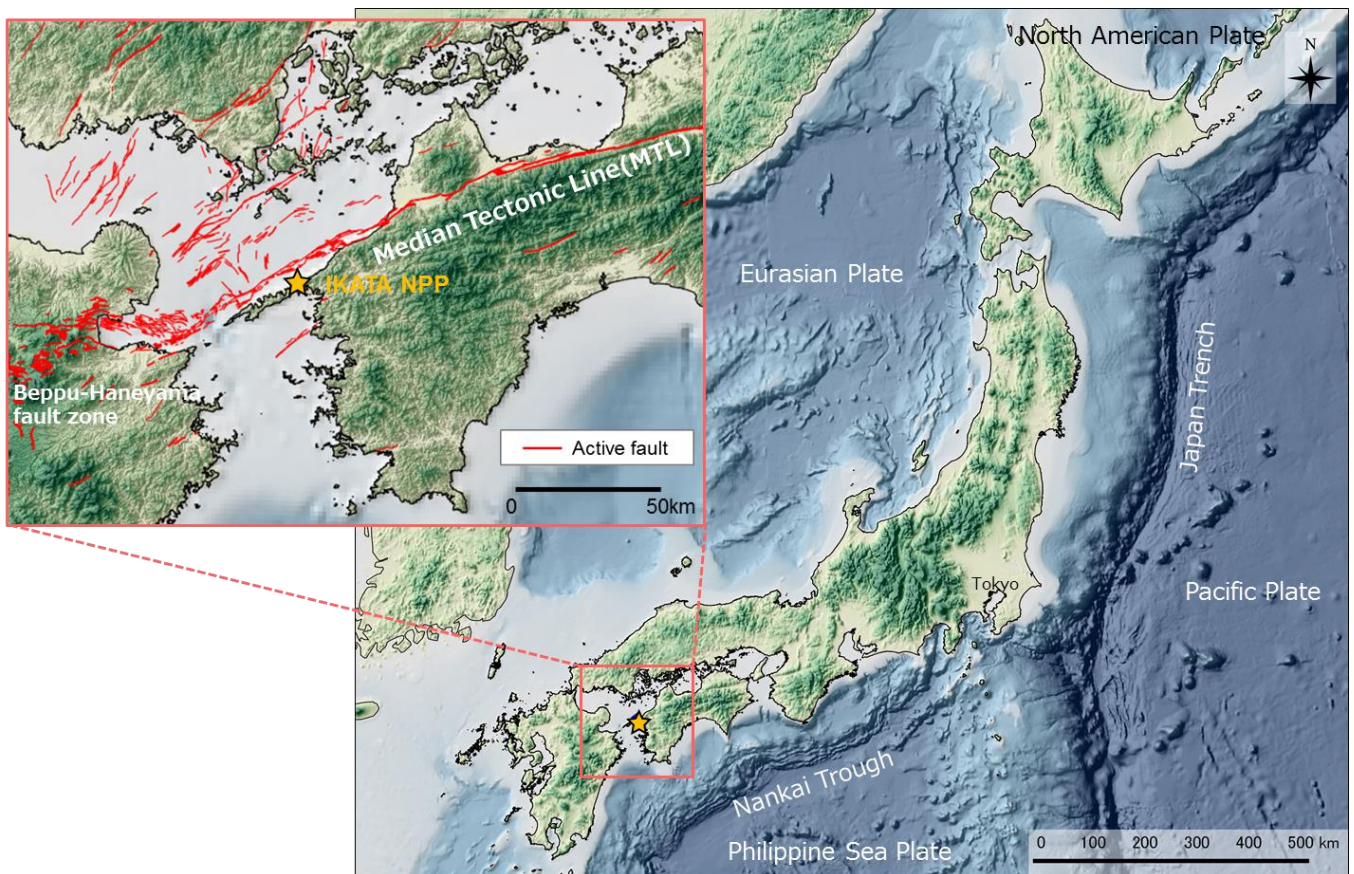 Median Tectonic Line(MTL)
IKATA NPP
Beppu-Haneyama
fault zone
Active fault
0 50km
North American Plate
N
Eurasian Plate
Japan Trench
Tokyo
Pacific Plate
Nankai Trough
Philippine Sea Plate
0 100 200 300 400 500 km